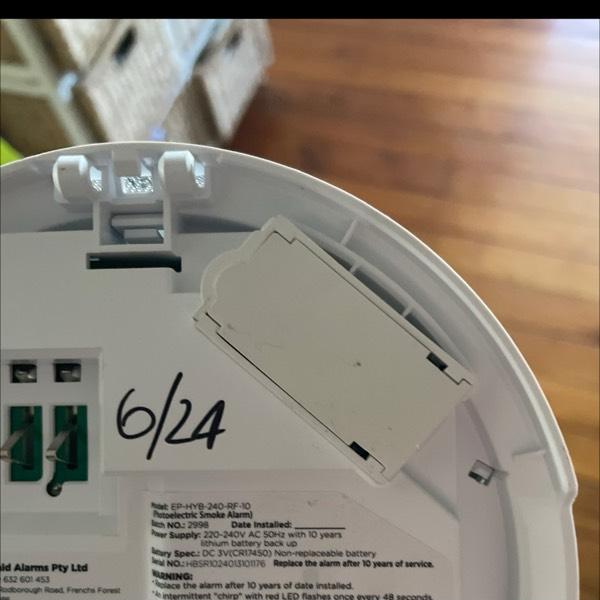 6/24
Model: EP-HYB-240-RF-10
(Photoelectric Smoke Alarm)
Batch NO.: 2998 Date Installed: ________
Power Supply: 220-240V AC 50Hz with 10 years
lithium battery back up
Battery Spec.: DC 3V(CR17450) Non-replaceable battery
Serial NO.: HBSR1024013101176 Replace the alarm after 10 years of service.
WARNING:
* Replace the alarm after 10 years of date installed.
* An intermittent "chirp" with red LED flashes once every 48 seconds
Alarms Pty Ltd
632 601 453
Rodborough Road, Frenchs Forest